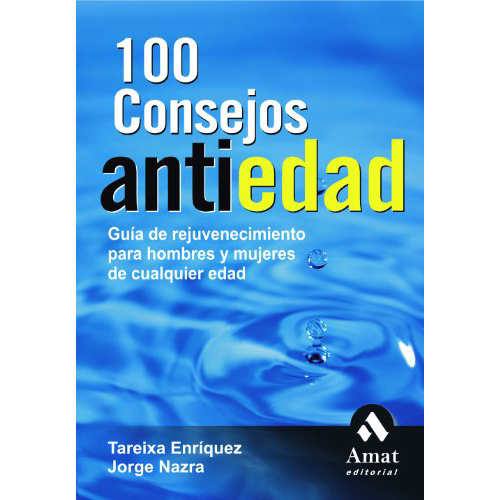 100
Consejos
antiedad
Guía de rejuvenecimiento
para hombres y mujeres
de cualquier edad
Tareixa Enríquez
Jorge Nazra
Amat
editorial